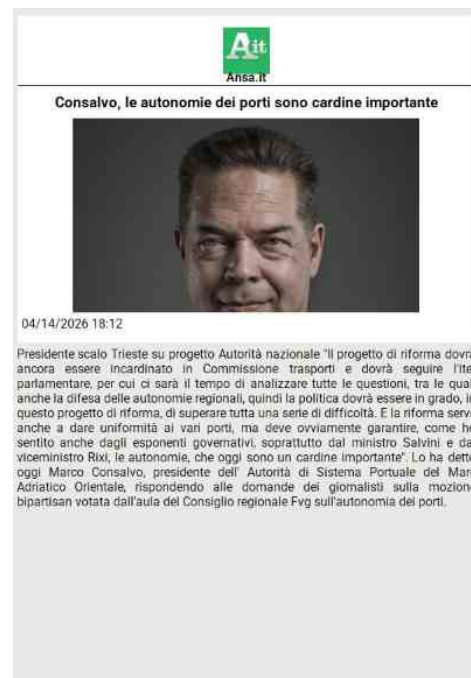 Ait
Ansa.it
Consalvo, le autonomie dei porti sono cardine importante
04/14/2026 18:12
Presidente scalo Trieste su progetto Autorità nazionale "Il progetto di riforma dovrà
ancora essere incardinato in Commissione trasporti e dovrà seguire l'ite
parlamentare, per cui ci sarà il tempo di analizzare tutte le questioni, tra le qual
anche la difesa delle autonomie regionali, quindi la politica dovrà essere in grado, in
questo progetto di riforma, di superare tutta una serie di difficoltà. E la riforma serve
anche a dare uniformità ai vari porti, ma deve ovviamente garantire, come ho
sentito anche dagli esponenti governativi, soprattutto dal ministro Salvini e da
viceministro Rixi, le autonomie, che oggi sono un cardine importante". Lo ha detto
oggi Marco Consalvo, presidente dell' Autorità di Sistema Portuale del Mare
Adriatico Orientale, rispondendo alle domande dei giornalisti sulla mozione
bipartisan votata dall'aula del Consiglio regionale Fvg sull'autonomia dei porti.